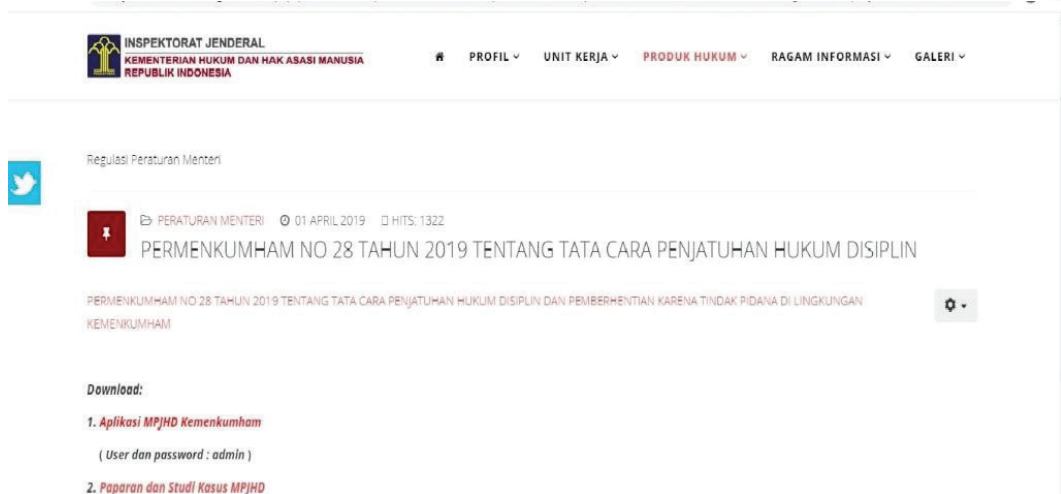 INSPEKTORAT JENDERAL
KEMENTERIAN HUKUM DAN HAK ASASI MANUSIA
REPUBLIK INDONESIA
PROFIL
UNIT KERJA
PRODUK HUKUM
RAGAM INFORMASI
GALERI
Regulasi Peraturan Menteri
PERATURAN MENTERI 01 APRIL 2019 HITS: 1322
PERMENKUMHAM NO 28 TAHUN 2019 TENTANG TATA CARA PENJATUHAN HUKUM DISIPLIN
PERMENKUMHAM NO 28 TAHUN 2019 TENTANG TATA CARA PENJATUHAN HUKUM DISIPLIN DAN PEMBERHENTIAN KARENA TINDAK PIDANA DI LINGKUNGAN
KEMENKUMHAM
Download:
1. Aplikasi MPJHD Kemenkumham
( User dan password : admin )
2. Paparan dan Studi Kasus MPJHD